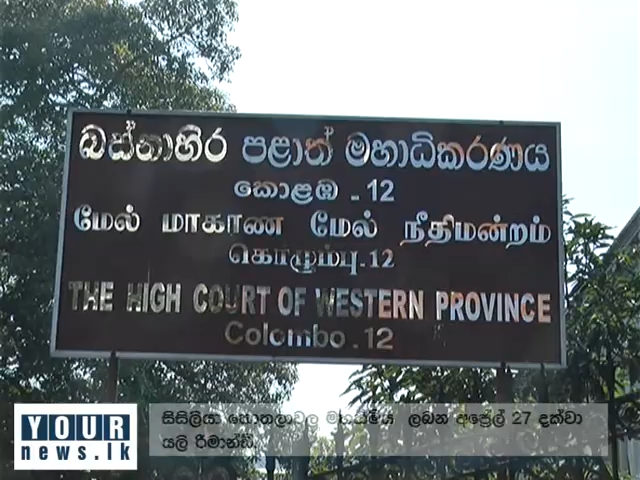 බස්නාහිර පළාත් මහාධිකරණය
කොළඹ - 12
மேல் மாகாண மேல் நீதிமன்றம்
கொழும்பு.12
THE HIGH COURT OF WESTERN PROVINCE
Colombo.12
YOUR
news.lk
සිසිලියා කොතලාවල මහත්මිය ලබන අප්‍රේල් 27 දක්වා
යලි රිමාන්ඩ්.